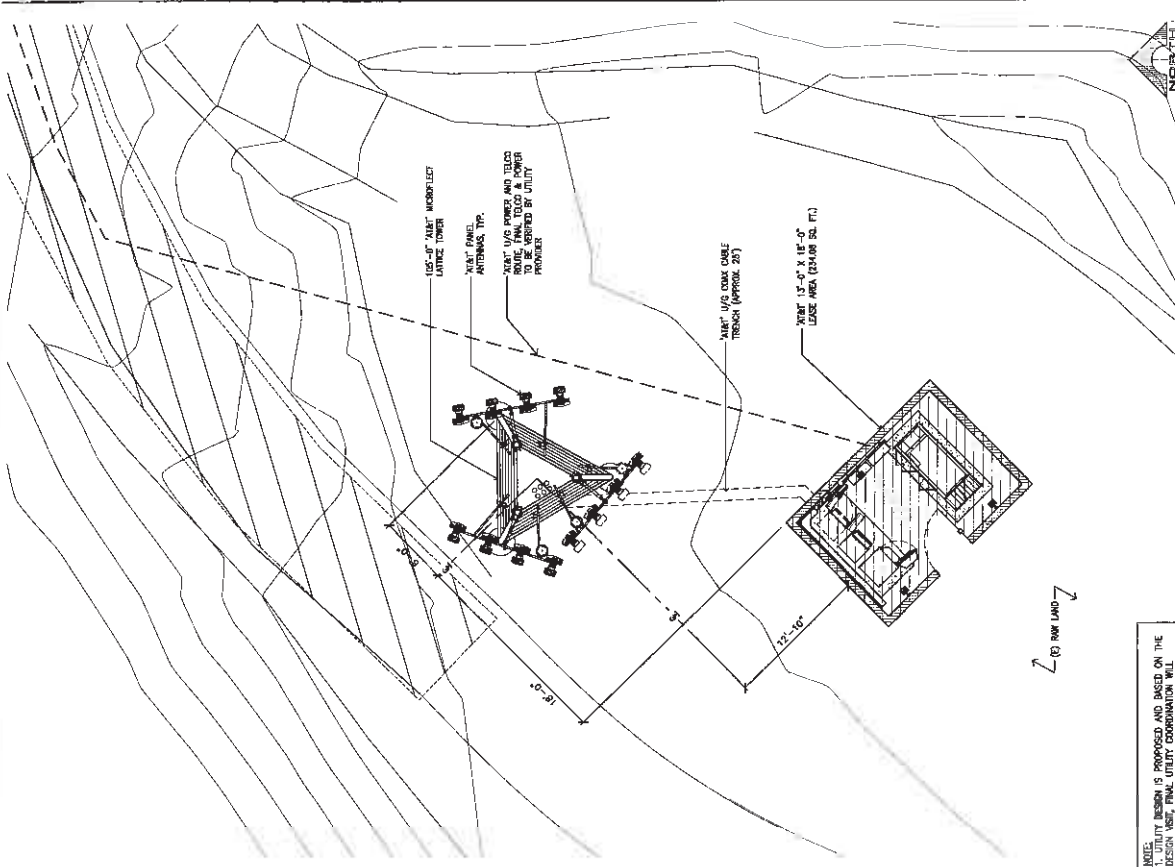 105'-0" 'AT&T' MICROFLECT
LATTICE TOWER
'AT&T' PANEL
ANTENNAS, TYP.
'AT&T' U/G POWER AND TELCO
ROUTE, FINAL TELCO & POWER
TO BE VERIFIED BY UTILITY
PROVIDER
'AT&T' U/G COAX CABLE
TRENCH (APPROX. 25')
'AT&T' 13'-0" X 18'-0"
LEASE AREA (234.08 SQ. FT.)
18'-0"
12'-10"
(E) RAW LAND
NORTH
NOTE:
UTILITY DESIGN IS PROPOSED AND BASED ON THE
DESIGN VISIT, FINAL UTILITY COORDINATION WILL